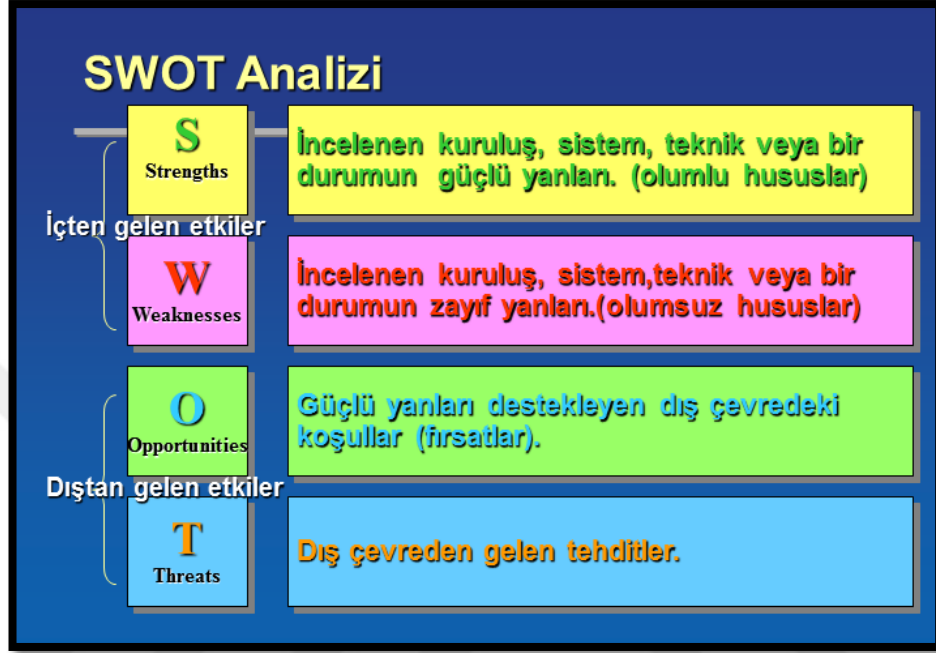 SWOT Analizi
S
Strengths
İncelenen kuruluş, sistem, teknik veya bir
durumun güçlü yanları. (olumlu hususlar)
İçten gelen etkiler
W
Weaknesses
İncelenen kuruluş, sistem,teknik veya bir
durumun zayıf yanları.(olumsuz hususlar)
O
Opportunities
Güçlü yanları destekleyen dış çevredeki
koşullar (fırsatlar).
Dıştan gelen etkiler
T
Threats
Dış çevreden gelen tehditler.